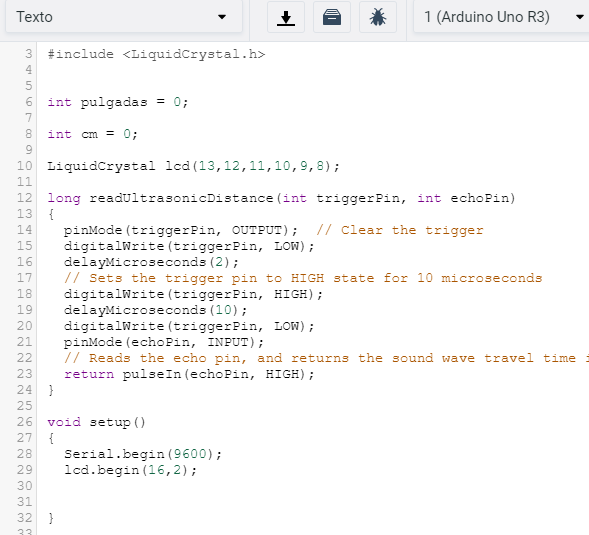 Texto
1 (Arduino Uno R3)
3 #include <LiquidCrystal.h>
4
5
6 int pulgadas = 0;
7
8 int cm = 0;
9
10 LiquidCrystal lcd(13,12,11,10,9,8);
11
12 long readUltrasonicDistance(int triggerPin, int echoPin)
13 {
14   pinMode(triggerPin, OUTPUT);  // Clear the trigger
15   digitalWrite(triggerPin, LOW);
16   delayMicroseconds(2);
17   // Sets the trigger pin to HIGH state for 10 microseconds
18   digitalWrite(triggerPin, HIGH);
19   delayMicroseconds(10);
20   digitalWrite(triggerPin, LOW);
21   pinMode(echoPin, INPUT);
22   // Reads the echo pin, and returns the sound wave travel time
23   return pulseIn(echoPin, HIGH);
24 }
25
26 void setup()
27 {
28   Serial.begin(9600);
29   lcd.begin(16,2);
30
31
32 }
33